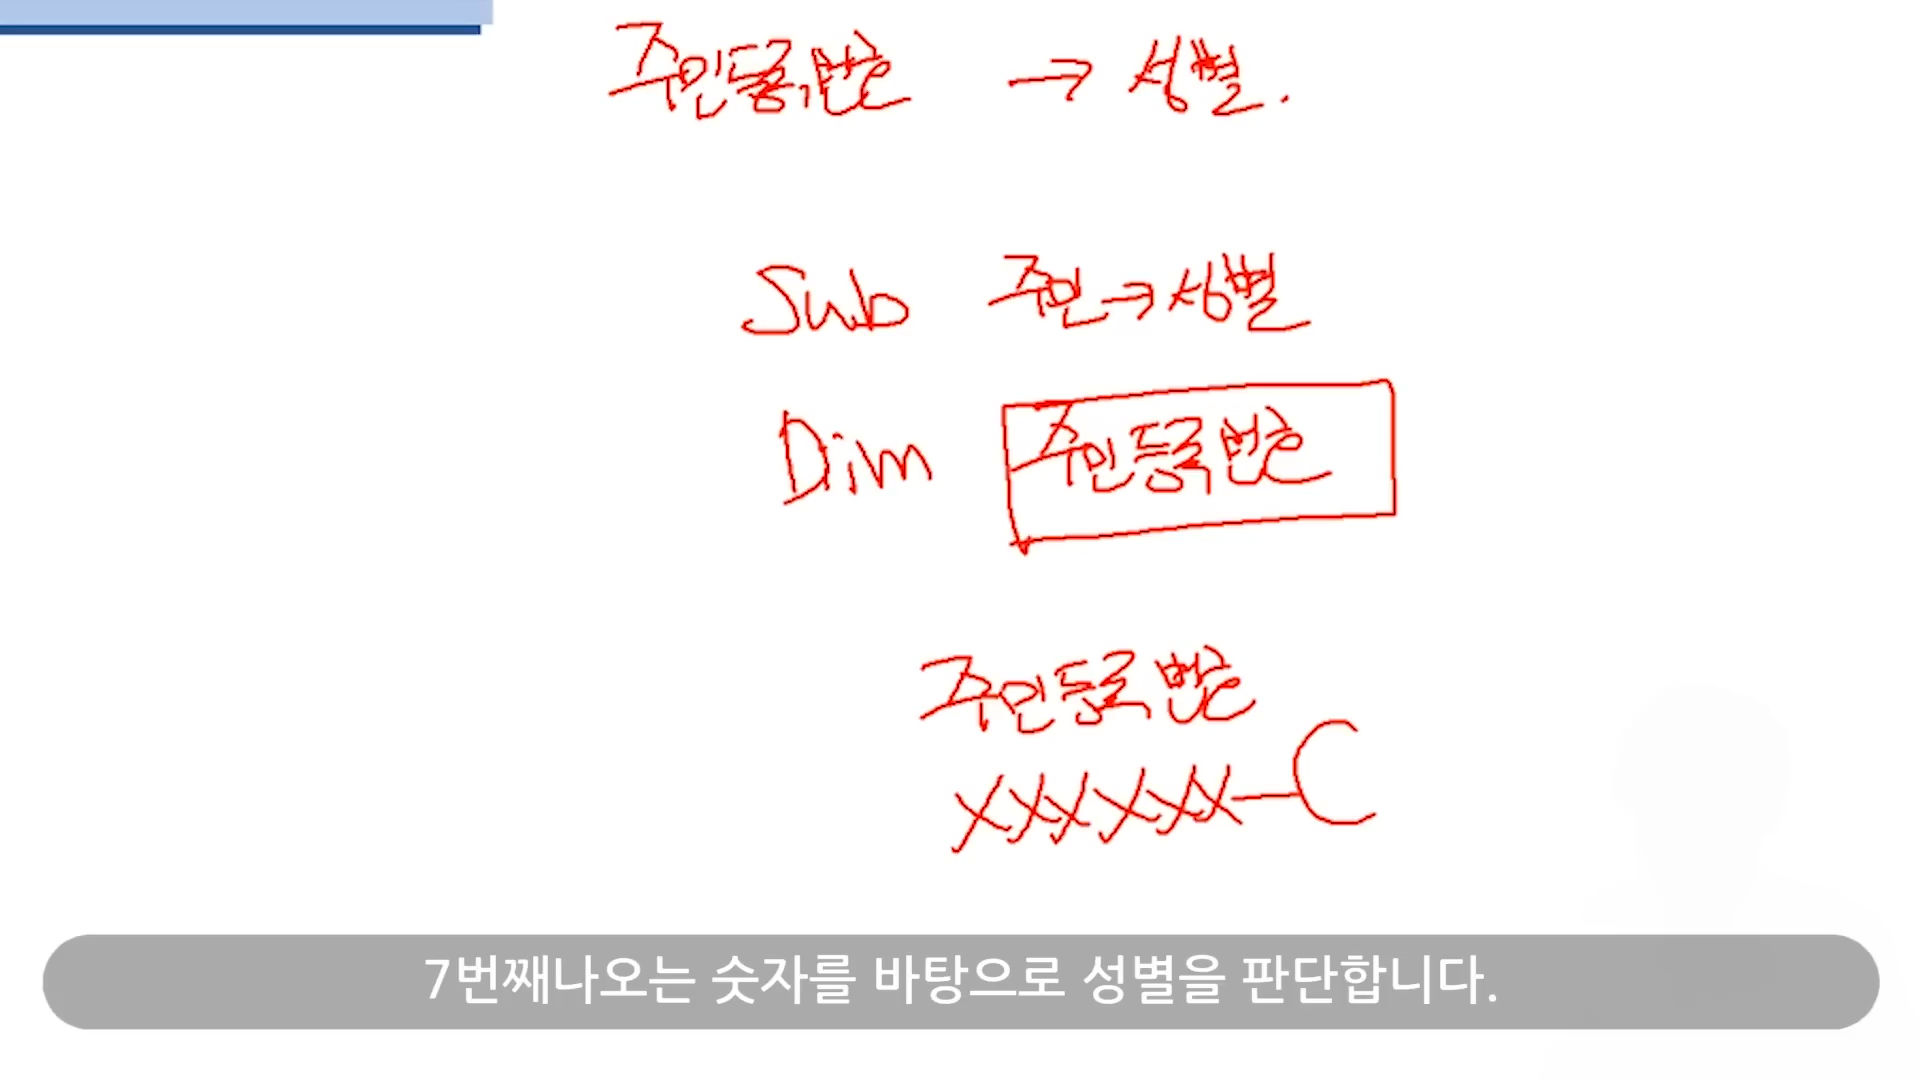 주민등록번호 → 성별.
Sub 주민→성별
Dim 주민등록번호
주민등록번호
XXXXXX-C
7번째나오는 숫자를 바탕으로 성별을 판단합니다.